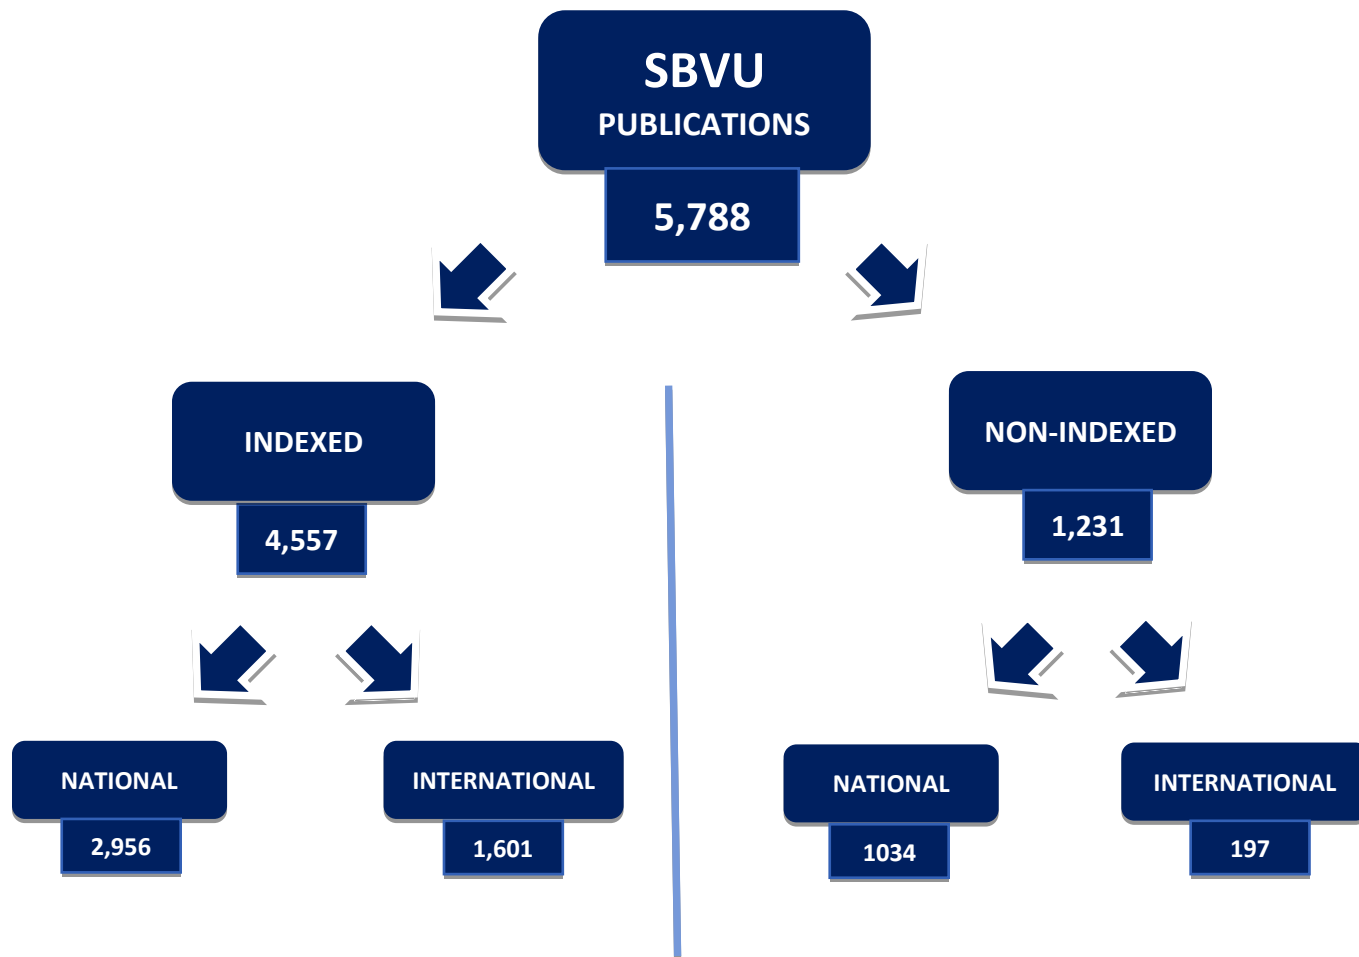 SBVU
PUBLICATIONS
5,788
INDEXED
4,557
NON-INDEXED
1,231
NATIONAL
2,956
INTERNATIONAL
1,601
NATIONAL
1034
INTERNATIONAL
197